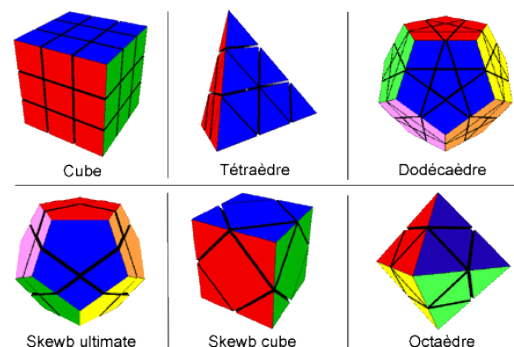 Cube
Tétraèdre
Dodécaèdre
Skewb ultimate
Skewb cube
Octaèdre